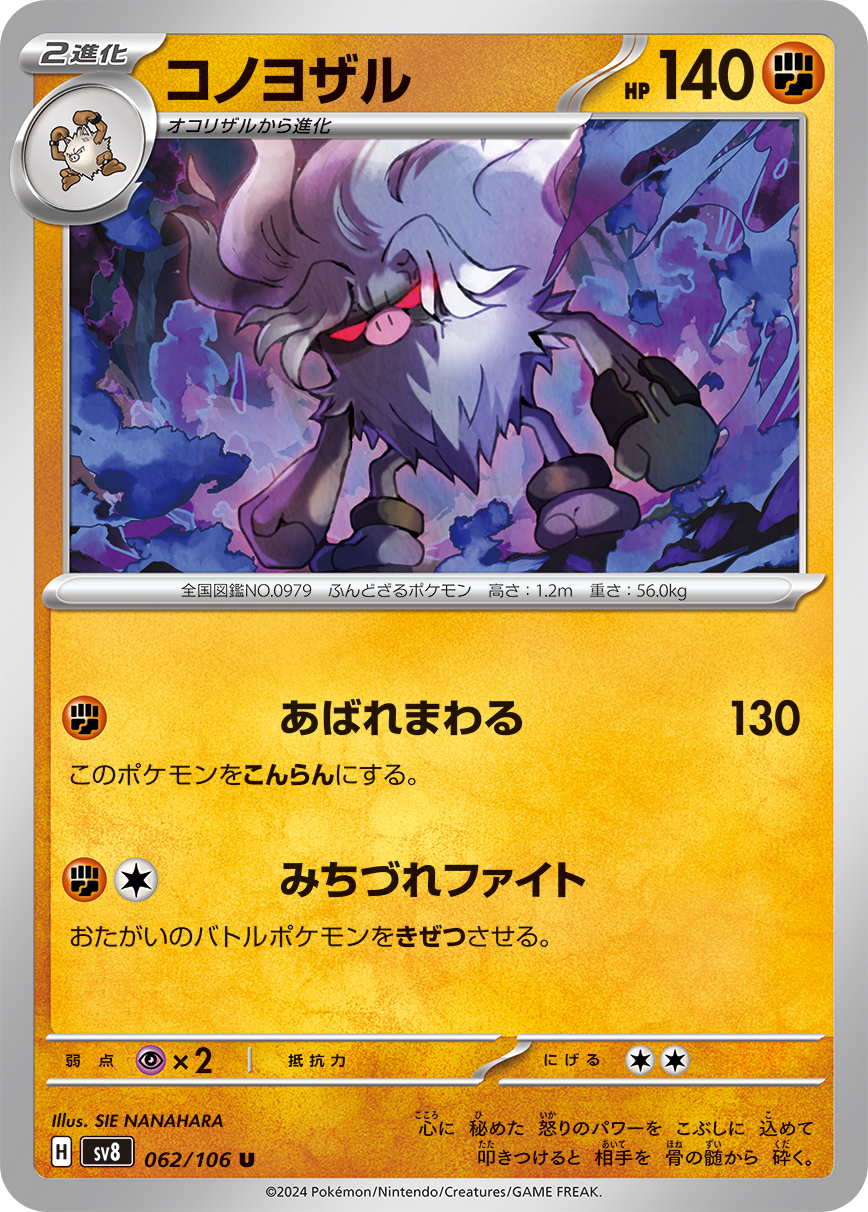 2進化
コノヨザル
HP 140
オコリザルから進化
全国図鑑NO.0979 ふんどざるポケモン 高さ：1.2m 重さ：56.0kg
あばれまわる 130
このポケモンをこんらんにする。
みちづれファイト
おたがいのバトルポケモンをきぜつさせる。
弱点 ×2 抵抗力 にげる
Illus. SIE NANAHARA
H sv8 062/106 U
心に 秘めた 怒りのパワーを こぶしに 込めて
叩きつけると 相手を 骨の髄から 砕く。
©2024 Pokémon/Nintendo/Creatures/GAME FREAK.